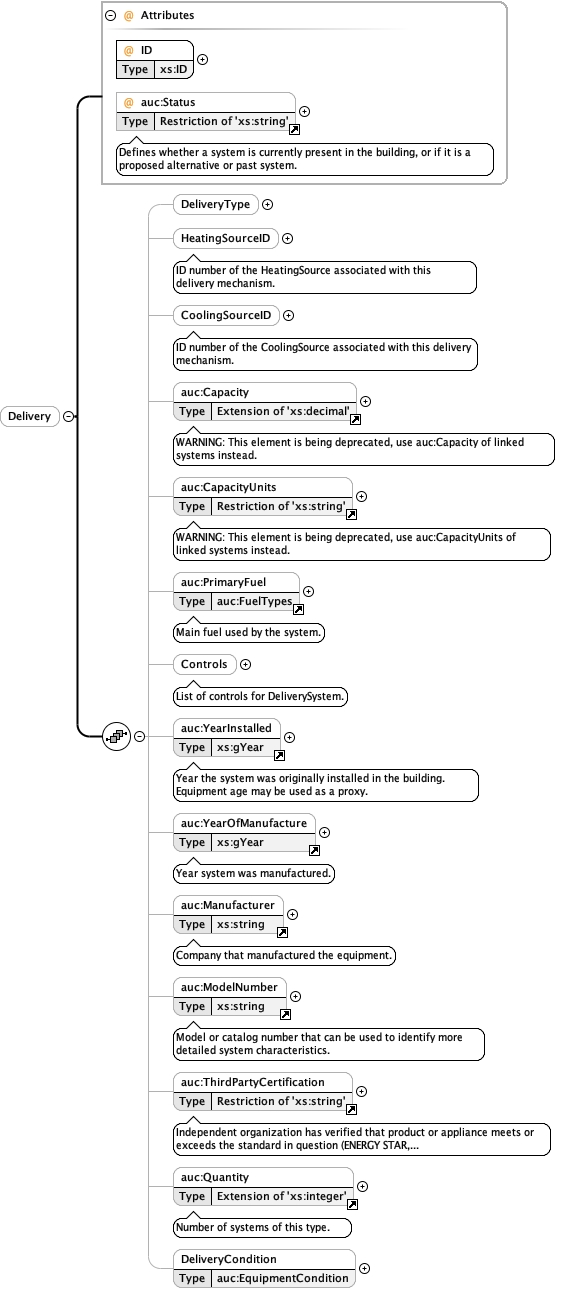 Attributes
@ ID
Type xs:ID
@ auc:Status
Type Restriction of 'xs:string'
Defines whether a system is currently present in the building, or if it is a
proposed alternative or past system.
DeliveryType
HeatingSourceID
ID number of the HeatingSource associated with this
delivery mechanism.
CoolingSourceID
ID number of the CoolingSource associated with this delivery
mechanism.
Delivery
auc:Capacity
Type Extension of 'xs:decimal'
WARNING: This element is being deprecated, use auc:Capacity of linked
systems instead.
auc:CapacityUnits
Type Restriction of 'xs:string'
WARNING: This element is being deprecated, use auc:CapacityUnits of
linked systems instead.
auc:PrimaryFuel
Type auc:FuelTypes
Main fuel used by the system.
Controls
List of controls for DeliverySystem.
auc:YearInstalled
Type xs:gYear
Year the system was originally installed in the building.
Equipment age may be used as a proxy.
auc:YearOfManufacture
Type xs:gYear
Year system was manufactured.
auc:Manufacturer
Type xs:string
Company that manufactured the equipment.
auc:ModelNumber
Type xs:string
Model or catalog number that can be used to identify more
detailed system characteristics.
auc:ThirdPartyCertification
Type Restriction of 'xs:string'
Independent organization has verified that product or appliance meets or
exceeds the standard in question (ENERGY STAR,...
auc:Quantity
Type Extension of 'xs:integer'
Number of systems of this type.
DeliveryCondition
Type auc:EquipmentCondition